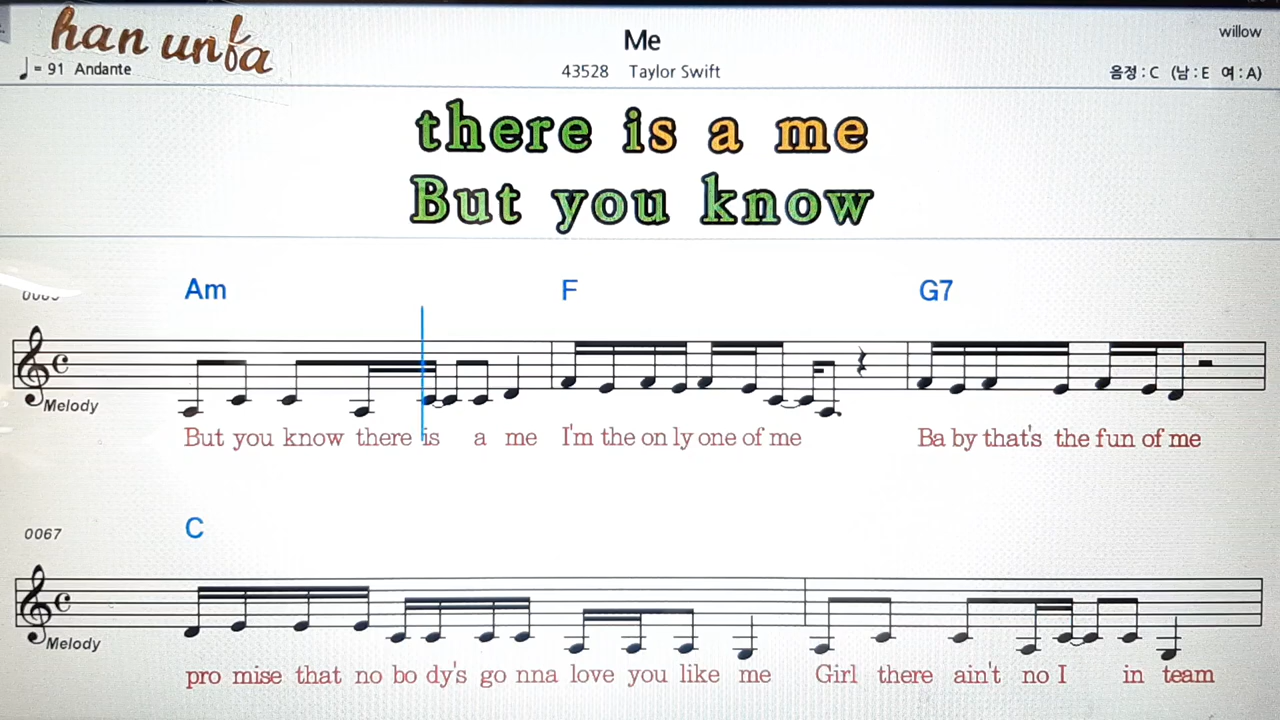 han unba
willow
Me
= 91 Andante
43528 Taylor Swift
음정 : C (남 : E 여 : A)
there is a me
But you know
Am F G7
Melody
But you know there is a me I'm the on ly one of me Ba by that's the fun of me
0067
C
Melody
pro mise that no bo dy's go nna love you like me Girl there ain't no I in team